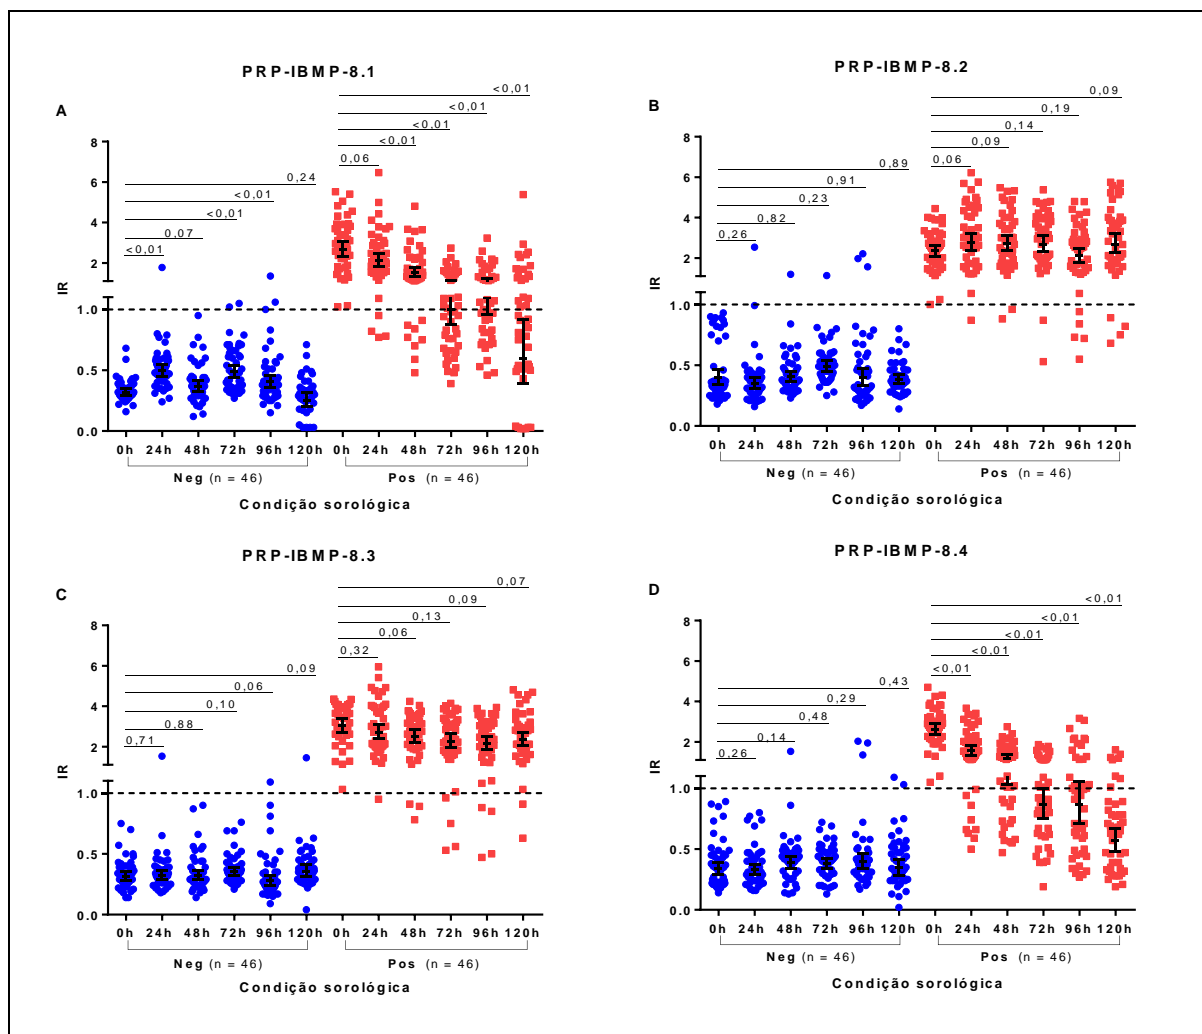 PRP-IBMP-8.1
A
<0,01
<0,01
<0,01
<0,01
0,06
0,24
<0,01
<0,01
0,07
<0,01
8
6
4
2
1.0
0.5
0.0
IR
0h 24h 48h 72h 96h 120h 0h 24h 48h 72h 96h 120h
Neg (n = 46) Pos (n = 46)
Condição sorológica
PRP-IBMP-8.2
B
0,09
0,19
0,14
0,09
0,06
0,89
0,91
0,23
0,82
0,26
8
6
4
2
1.0
0.5
0.0
IR
0h 24h 48h 72h 96h 120h 0h 24h 48h 72h 96h 120h
Neg (n = 46) Pos (n = 46)
Condição sorológica
PRP-IBMP-8.3
C
0,07
0,09
0,13
0,06
0,32
0,09
0,06
0,10
0,88
0,71
8
6
4
2
1.0
0.5
0.0
IR
0h 24h 48h 72h 96h 120h 0h 24h 48h 72h 96h 120h
Neg (n = 46) Pos (n = 46)
Condição sorológica
PRP-IBMP-8.4
D
<0,01
<0,01
<0,01
<0,01
<0,01
0,43
0,29
0,48
0,14
0,26
8
6
4
2
1.0
0.5
0.0
IR
0h 24h 48h 72h 96h 120h 0h 24h 48h 72h 96h 120h
Neg (n = 46) Pos (n = 46)
Condição sorológica